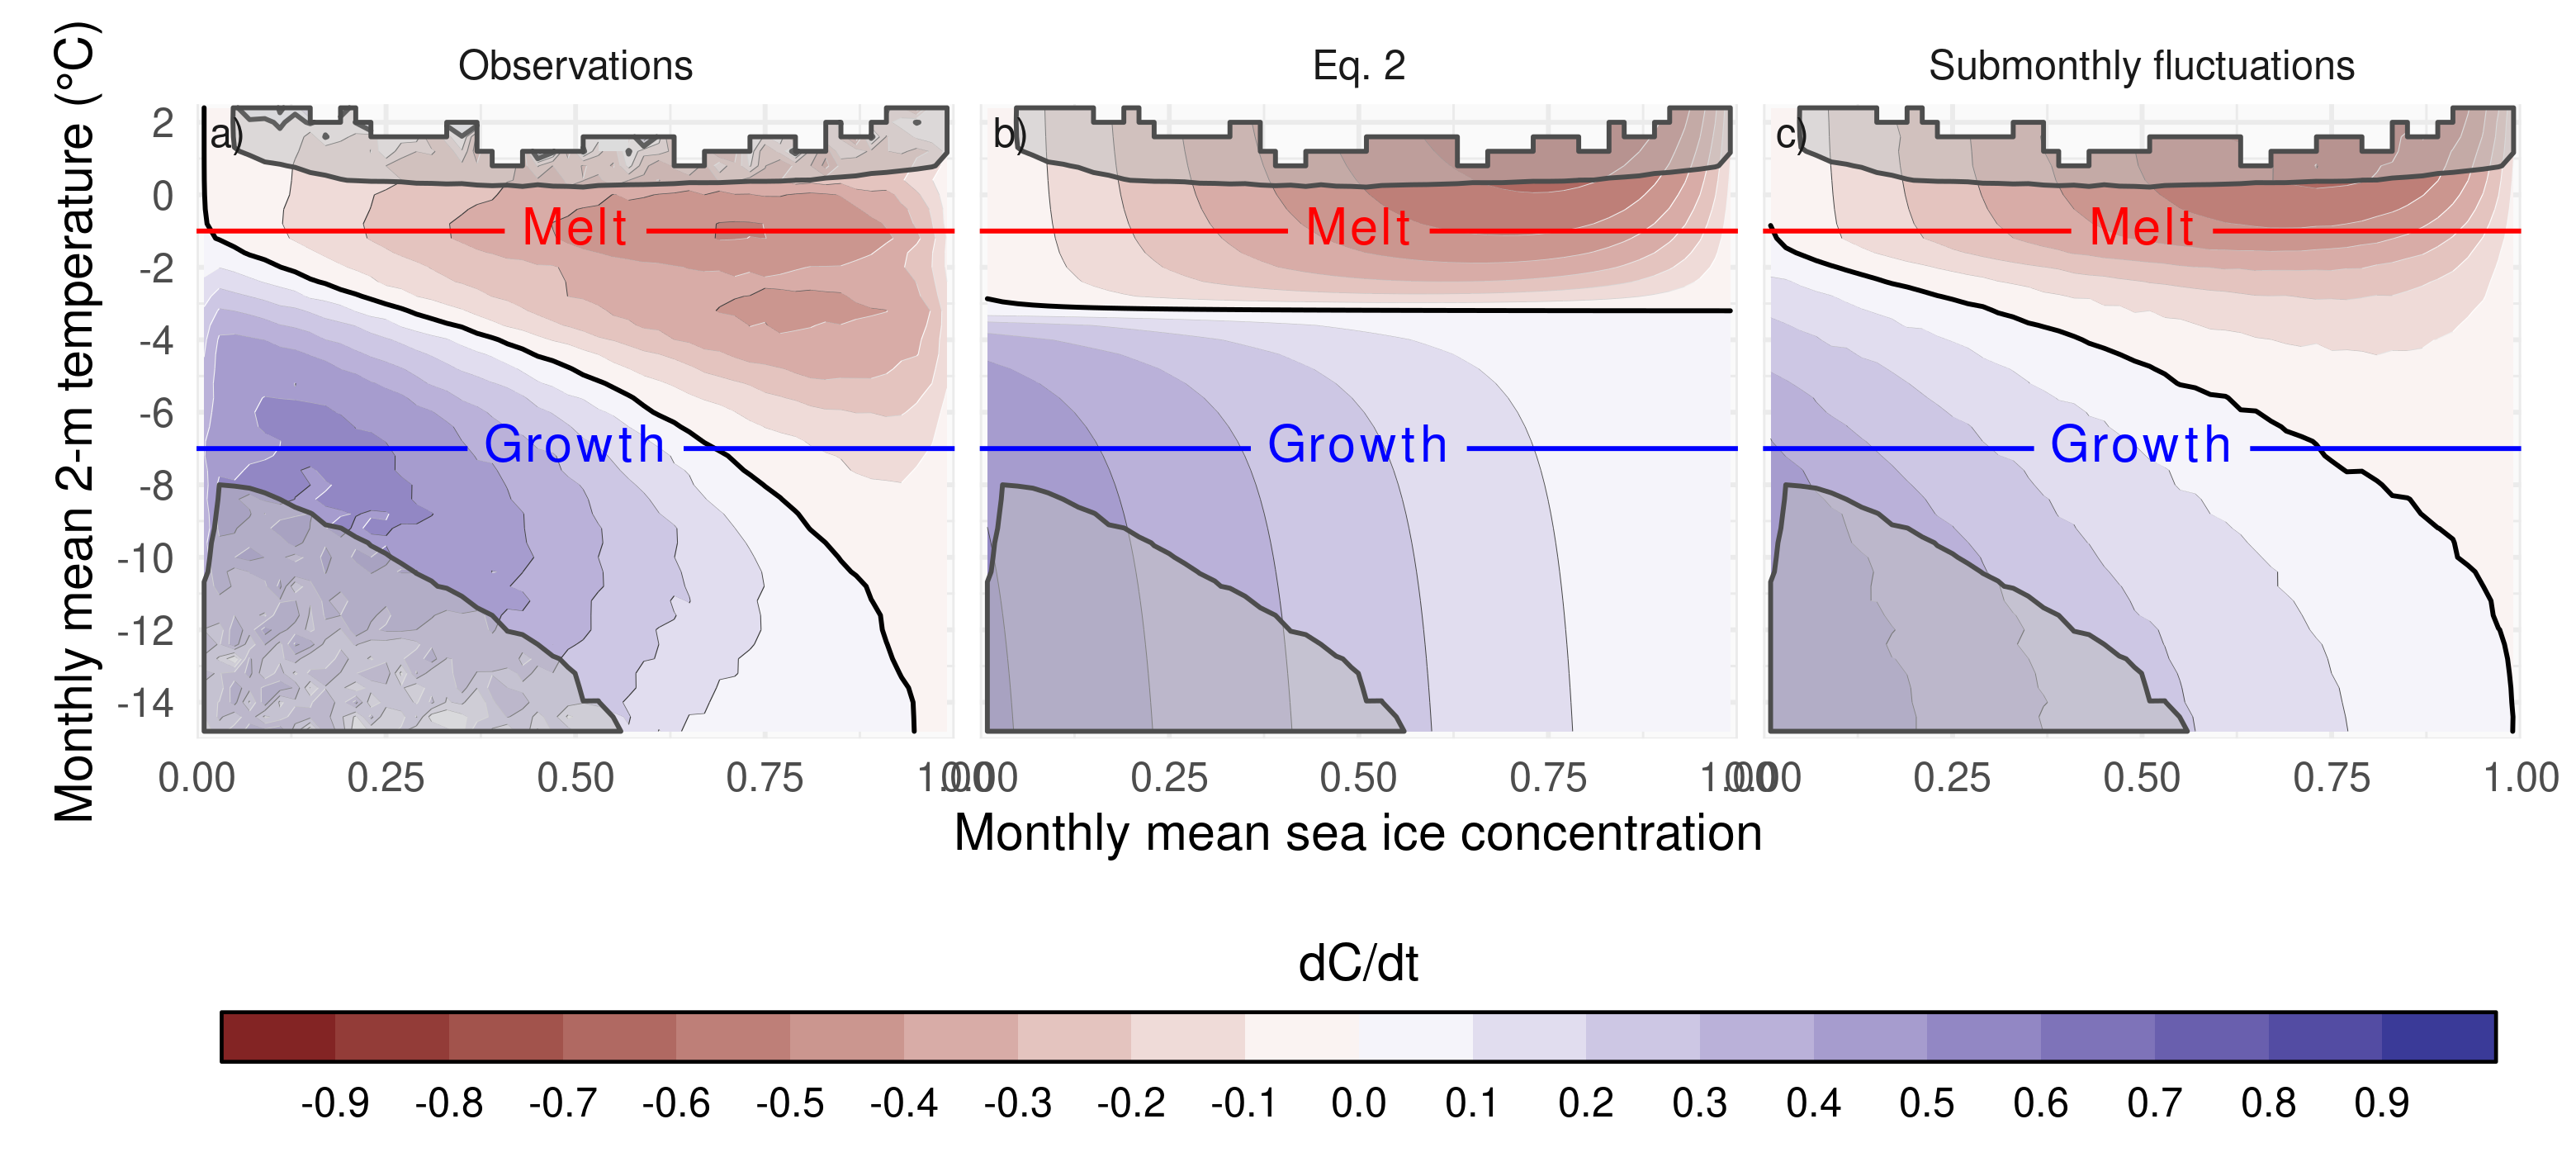 Observations Eq. 2 Submonthly fluctuations
Monthly mean 2-m temperature (°C)
a) b) c)
2
0
-2
-4
-6
-8
-10
-12
-14
Melt Melt Melt
Growth Growth Growth
0.00 0.25 0.50 0.75 1.00 0.00 0.25 0.50 0.75 1.00 0.00 0.25 0.50 0.75 1.00
Monthly mean sea ice concentration
dC/dt
-0.9 -0.8 -0.7 -0.6 -0.5 -0.4 -0.3 -0.2 -0.1 0.0 0.1 0.2 0.3 0.4 0.5 0.6 0.7 0.8 0.9